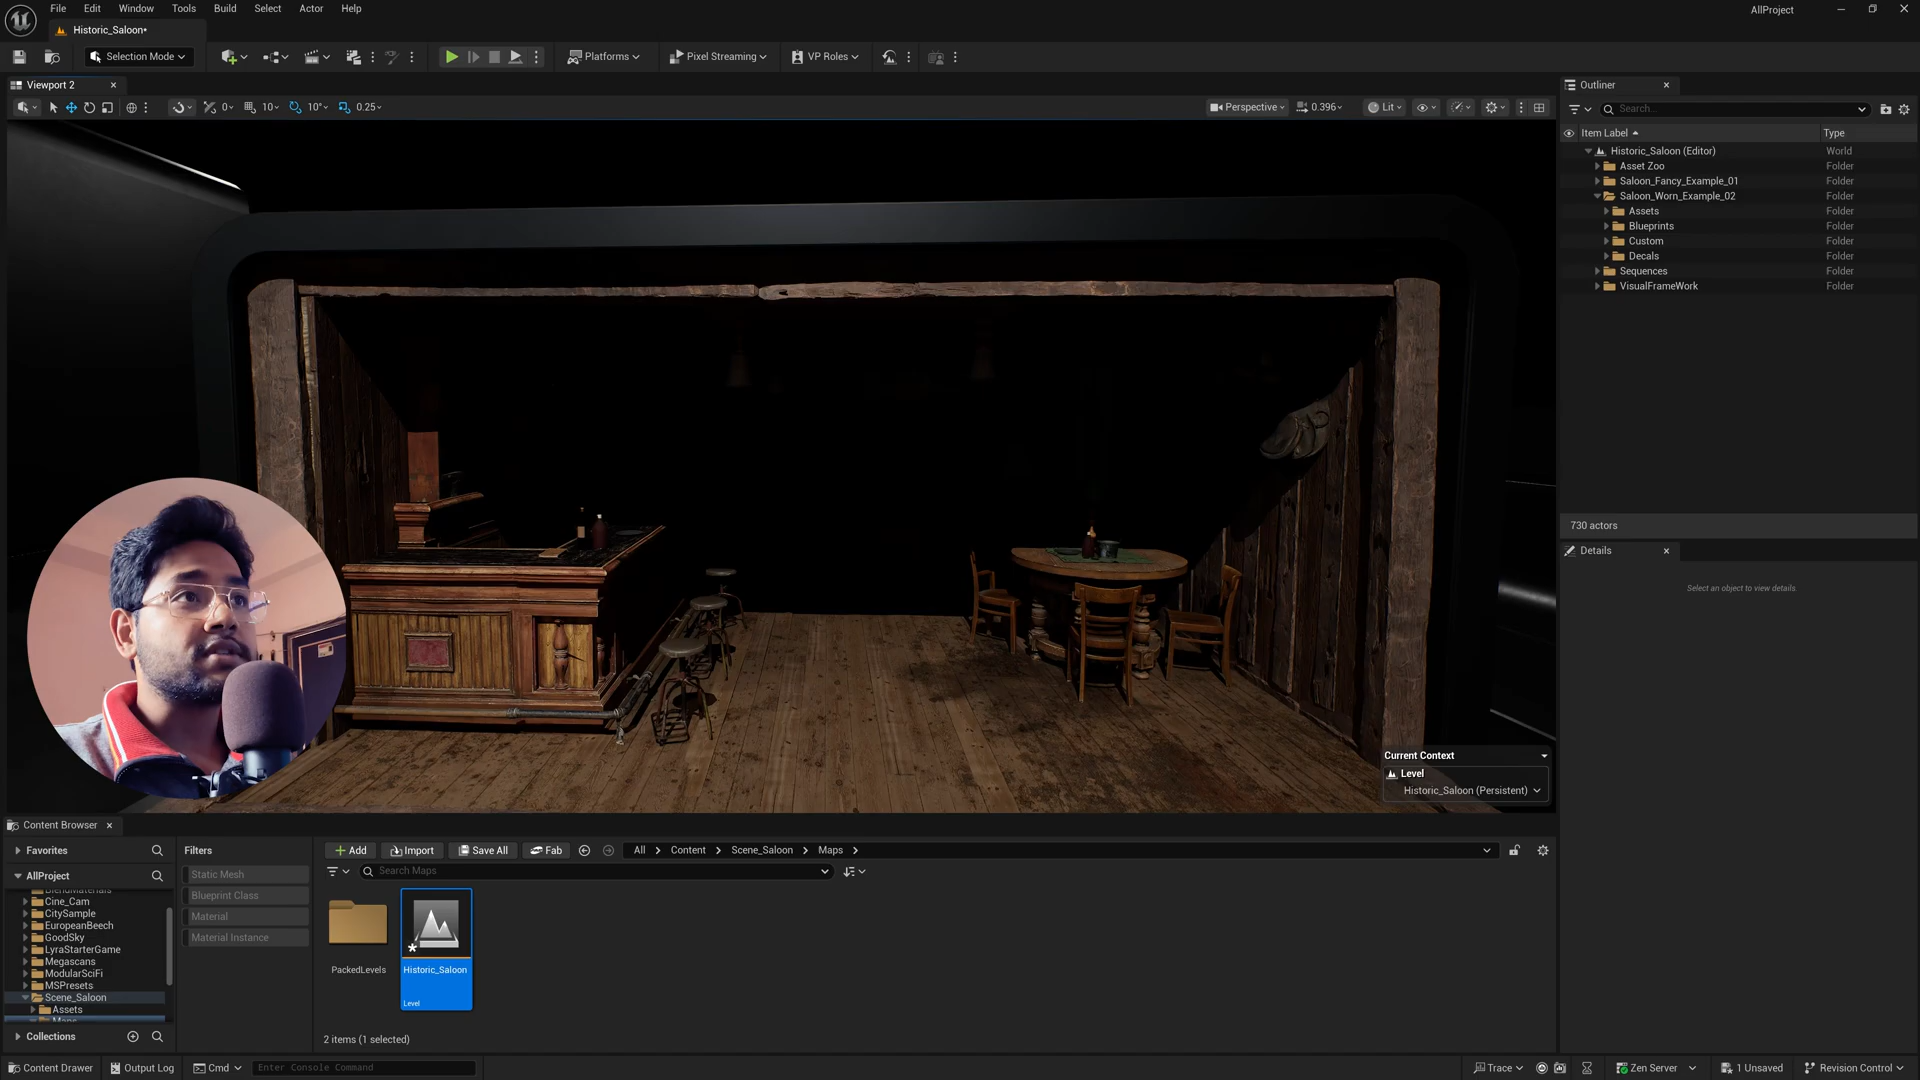 File Edit Window Tools Build Select Actor Help
AllProject
Historic_Saloon•
Selection Mode
Platforms
Pixel Streaming
VP Roles
Viewport 2
0
10
10°
0.25
Perspective
0.396
Lit
Current Context
Level
Historic_Saloon (Persistent)
Outliner
Search...
Item Label Type
Historic_Saloon (Editor) World
Asset Zoo Folder
Saloon_Fancy_Example_01 Folder
Saloon_Worn_Example_02 Folder
Assets Folder
Blueprints Folder
Custom Folder
Decals Folder
Sequences Folder
VisualFrameWork Folder
730 actors
Details
Select an object to view details.
Content Browser
Favorites
AllProject
BlendMaterials
Cine_Cam
CitySample
EuropeanBeech
GoodSky
LyraStarterGame
Megascans
ModularSciFi
MSPresets
Scene_Saloon
Assets
Maps
Collections
Filters
Static Mesh
Blueprint Class
Material
Material Instance
Add Import Save All Fab All Content Scene_Saloon Maps
Search Maps
PackedLevels
Historic_Saloon
Level
2 items (1 selected)
Content Drawer Output Log Cmd Enter Console Command Trace Zen Server 1 Unsaved Revision Control